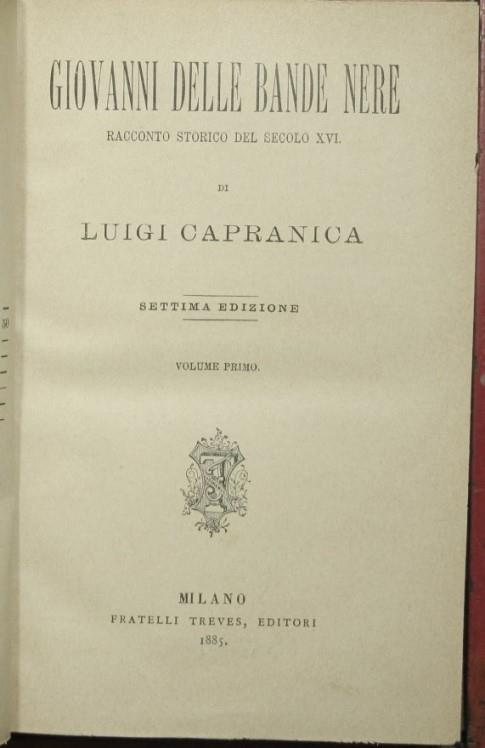 GIOVANNI DELLE BANDE NERE
RACCONTO STORICO DEL SECOLO XVI.
DI
LUIGI CAPRANICA
SETTIMA EDIZIONE
VOLUME PRIMO.
MILANO
FRATELLI TREVES, EDITORI
1885.